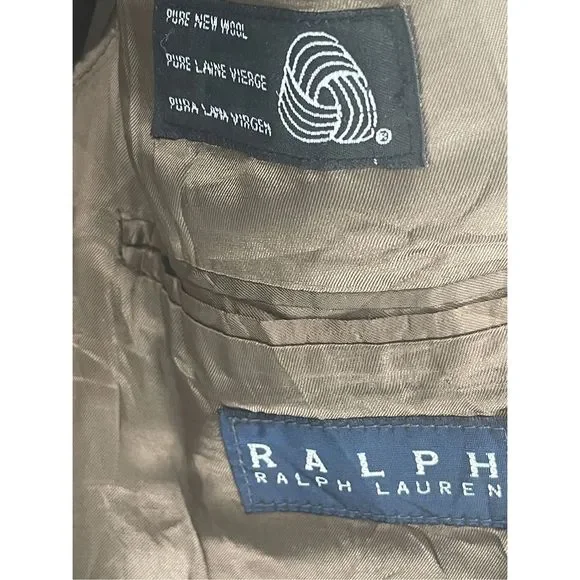 PURE NEW WOOL
PURE LAINE VIERGE
PURA LANA VIRGEN
®
RALPH
RALPH LAUREN